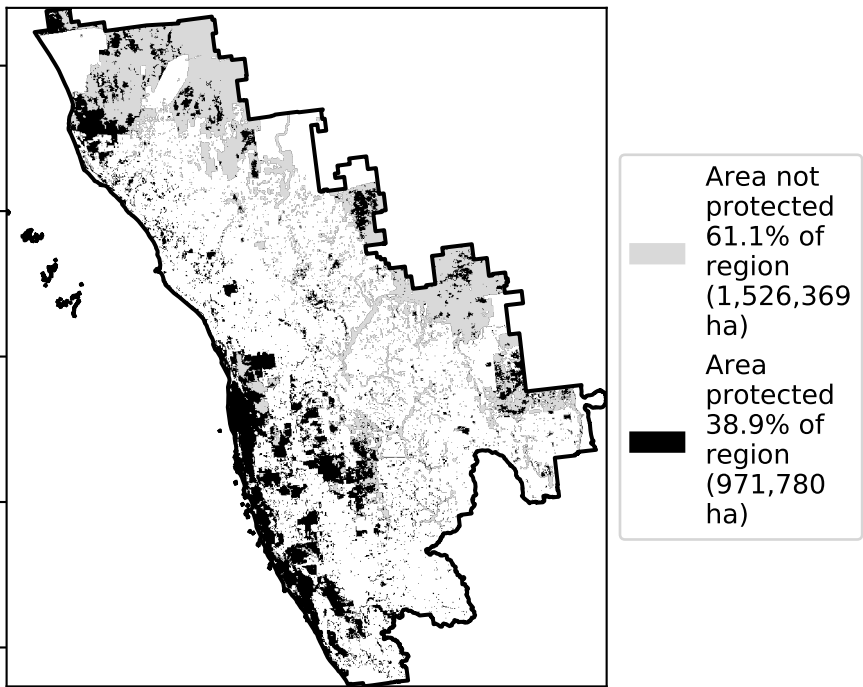 Area not
protected
61.1% of
region
(1,526,369
ha)
Area
protected
38.9% of
region
(971,780
ha)